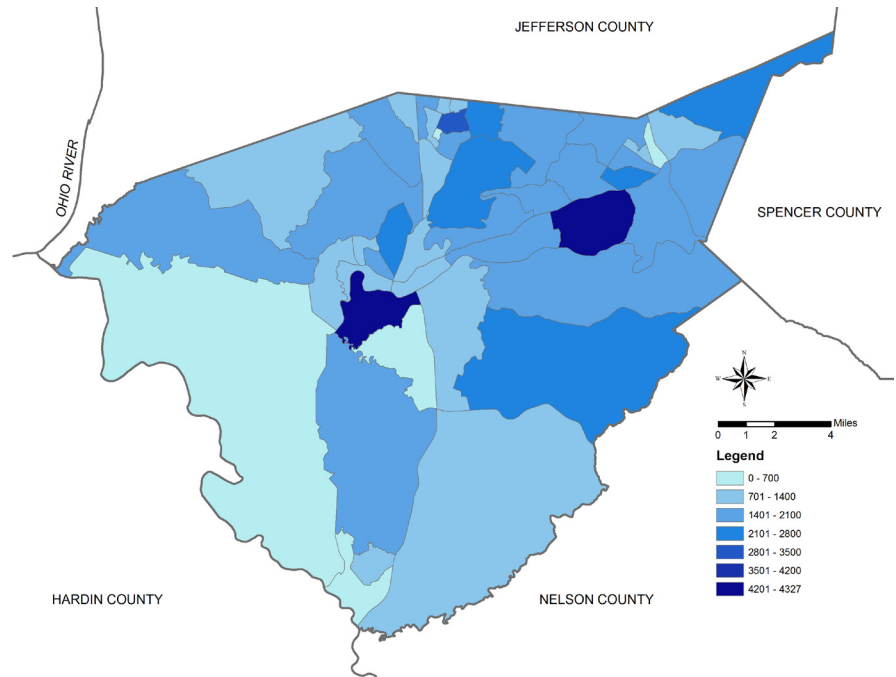 JEFFERSON COUNTY
OHIO RIVER
SPENCER COUNTY
N
W E
S
Miles
0 1 2 4
Legend
0 - 700
701 - 1400
1401 - 2100
2101 - 2800
2801 - 3500
3501 - 4200
4201 - 4327
HARDIN COUNTY
NELSON COUNTY